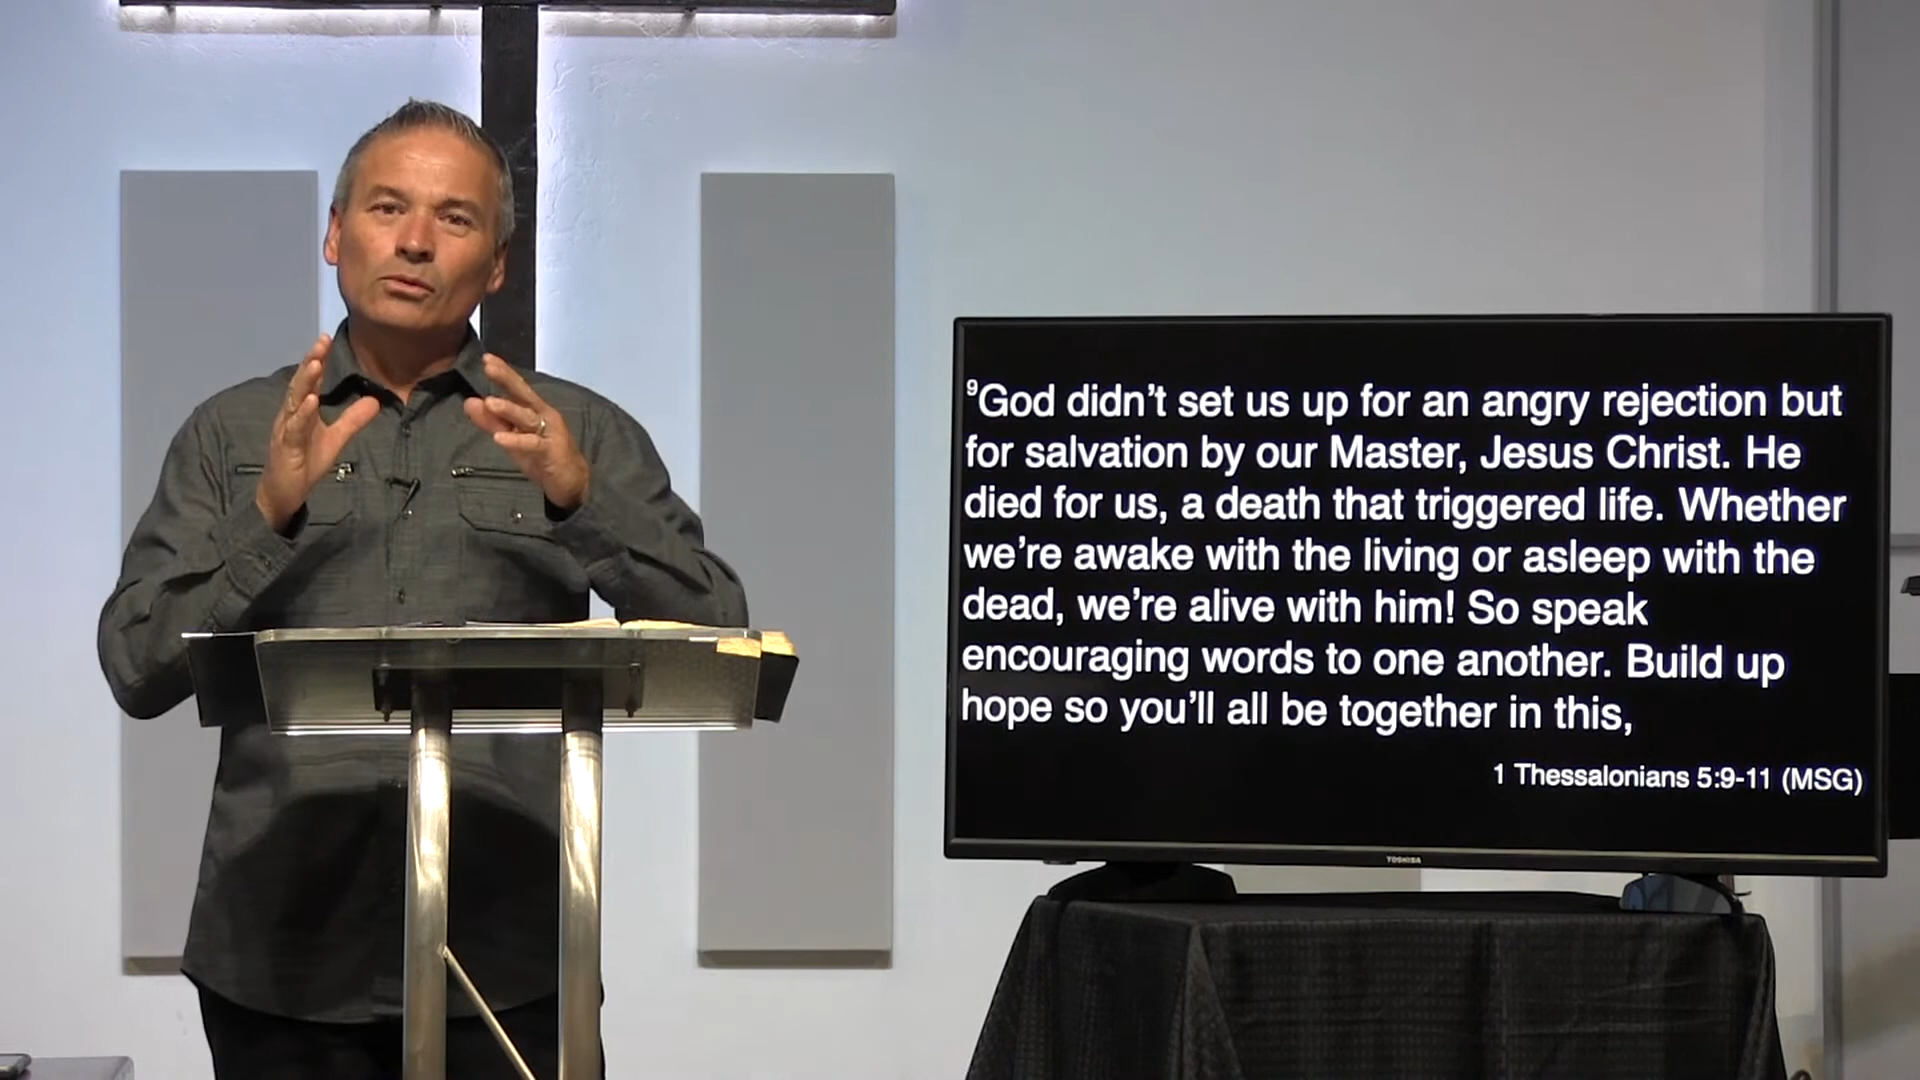 ⁹God didn’t set us up for an angry rejection but
for salvation by our Master, Jesus Christ. He
died for us, a death that triggered life. Whether
we’re awake with the living or asleep with the
dead, we’re alive with him! So speak
encouraging words to one another. Build up
hope so you’ll all be together in this,
1 Thessalonians 5:9-11 (MSG)
TOSHIBA